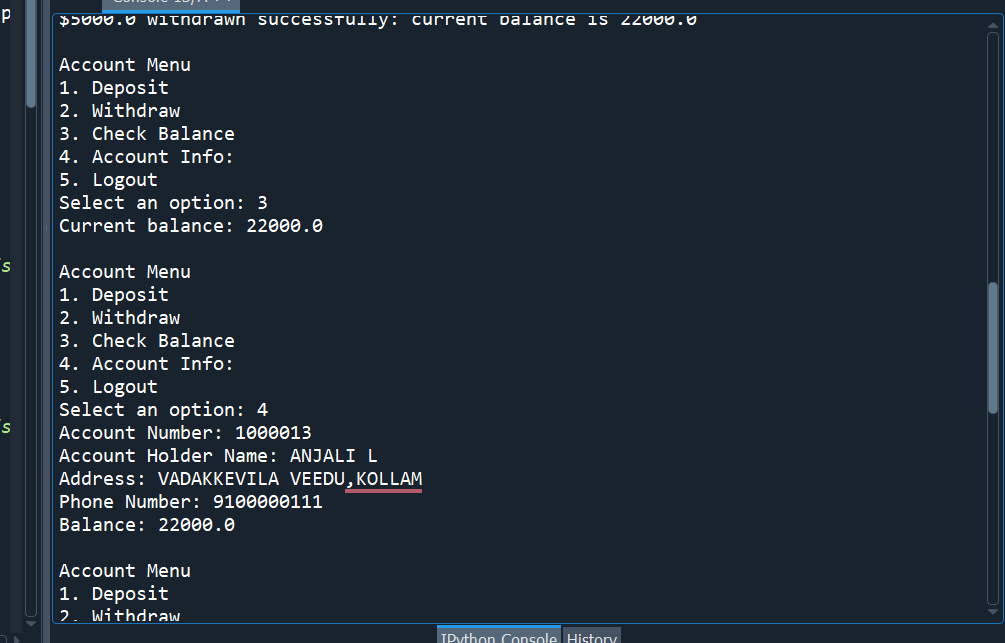 $5000.0 withdrawn successfully: current balance is 22000.0
Account Menu
1. Deposit
2. Withdraw
3. Check Balance
4. Account Info:
5. Logout
Select an option: 3
Current balance: 22000.0
Account Menu
1. Deposit
2. Withdraw
3. Check Balance
4. Account Info:
5. Logout
Select an option: 4
Account Number: 1000013
Account Holder Name: ANJALI L
Address: VADAKKEVILA VEEDU,KOLLAM
Phone Number: 9100000111
Balance: 22000.0
Account Menu
1. Deposit
2. Withdraw
IPython Console History